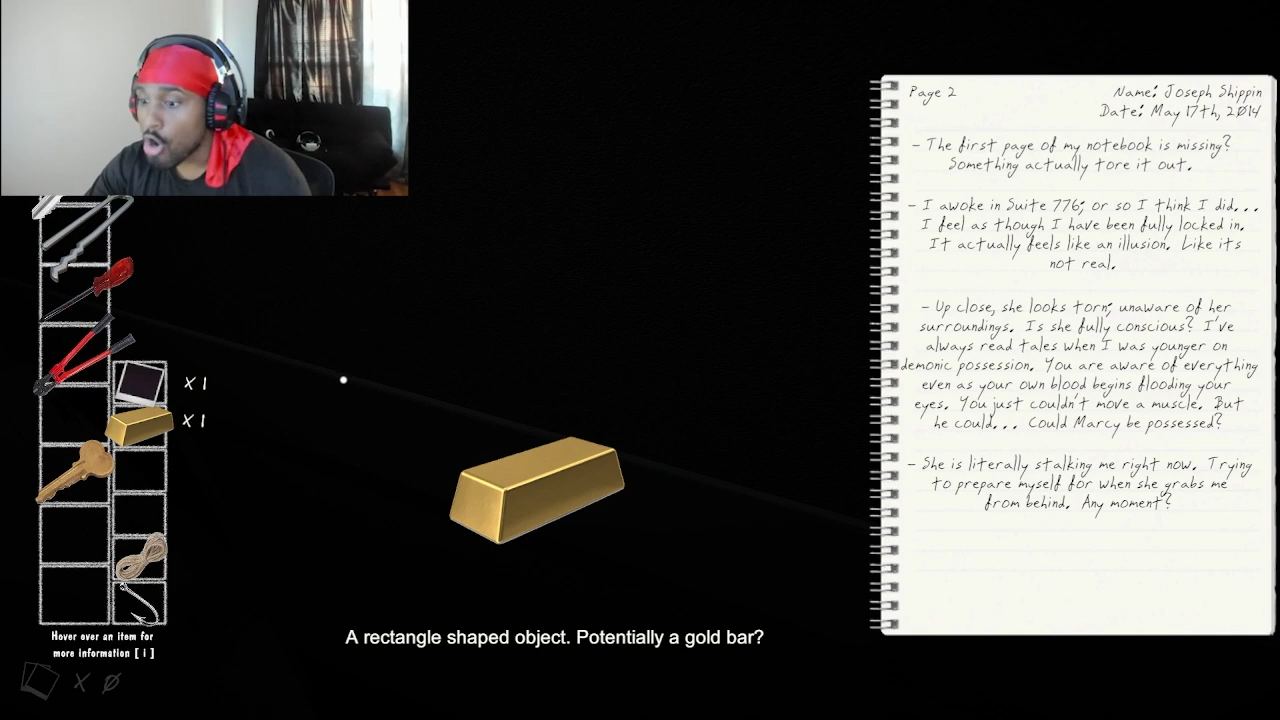 Page 2
Name: Joseph Shippin
Date: May 17th, 2014
- The first page of my notebook is missing?
Something actually tore it out.
- I awoke in Suite 776; or so I think I did...
I feel as though I have been fully locked in.
It actually feels like an illusion. Like its
not real.
- Up close, she looks torn; unaware of her
surroundings. Is she fully conscious? I've
always read tales when I was younger on
demonic possession. You are aware of everything
even as your own blood begins flooding your
eyes. You just couldn't move a muscle. But
he could... Could Marcy be possessed?
- She is literally stalking me right now. Trying
to prepare myself for when she grabs me
from behind. Any moment?
X 1
X 1
Hover over an item for
more information [ i ]
X 0
A rectangle shaped object. Potentially a gold bar?